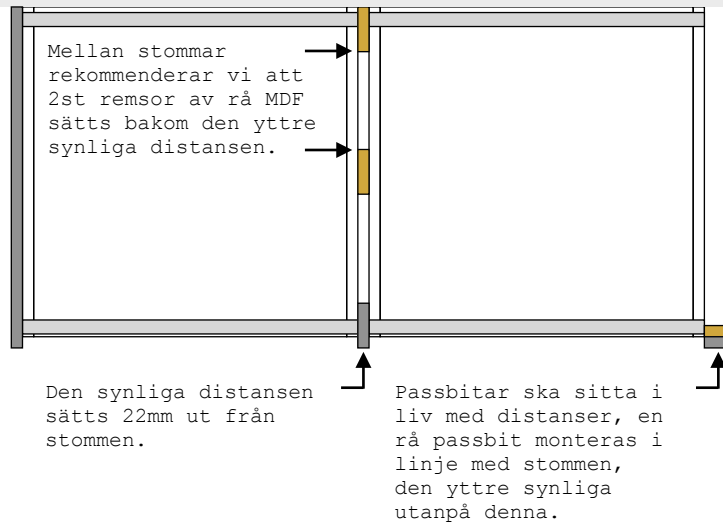 Mellan stommar
rekommenderar vi att
2st remsor av rå MDF
sätts bakom den yttre
synliga distansen.
Den synliga distansen
sätts 22mm ut från
stommen.
Passbitar ska sitta i
liv med distanser, en
rå passbit monteras i
linje med stommen,
den yttre synliga
utanpå denna.